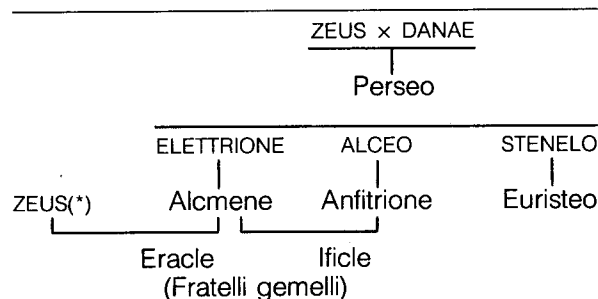 ZEUS × DANAE
Perseo
ELETTRIONE ALCEO STENELO
ZEUS(*) Alcmene Anfitrione Euristeo
Eracle Ificle
(Fratelli gemelli)